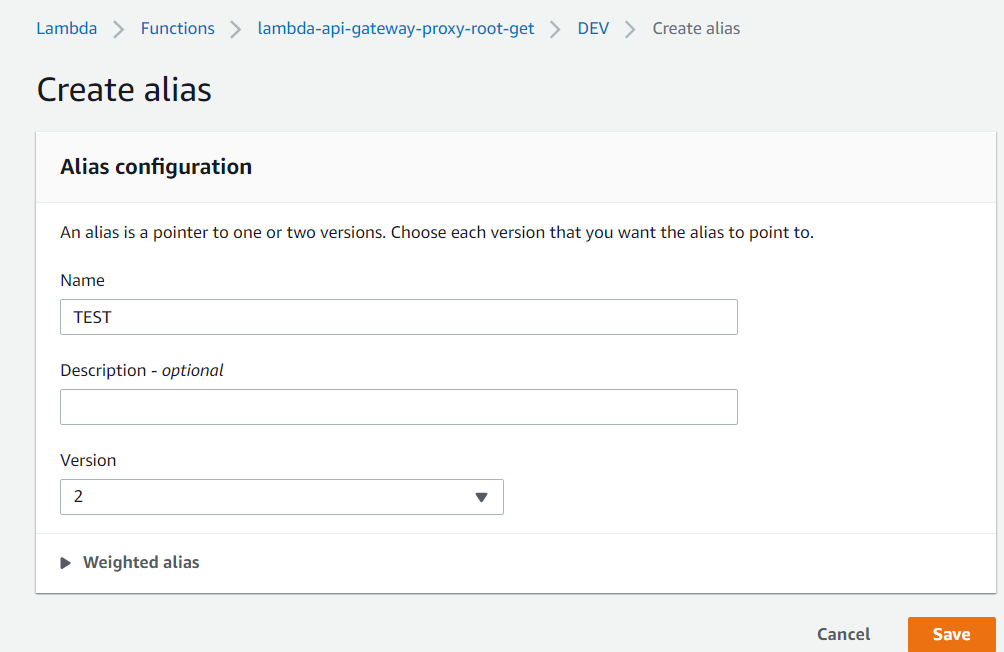 Lambda Functions lambda-api-gateway-proxy-root-get DEV Create alias
Create alias
Alias configuration
An alias is a pointer to one or two versions. Choose each version that you want the alias to point to.
Name
TEST
Description - optional
Version
2
Weighted alias
Cancel Save